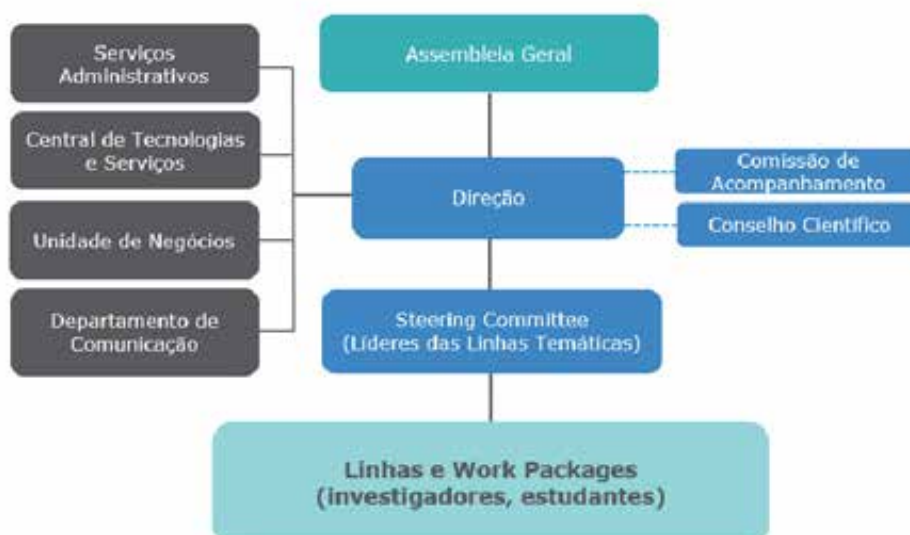 Serviços
Administrativos
Central de Tecnologias
e Serviços
Unidade de Negócios
Departamento de
Comunicação
Assembleia Geral
Direção
Comissão de
Acompanhamento
Conselho Científico
Steering Committee
(Líderes das Linhas Temáticas)
Linhas e Work Packages
(investigadores, estudantes)